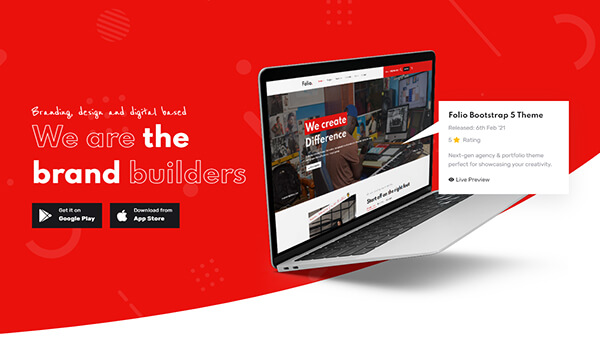 Branding, design and digital based
We are the
brand builders
Get it on
Google Play
Download from
App Store
Folio.
We create
Difference
Start off on the right foot
Folio Bootstrap 5 Theme
Released: 6th Feb '21
5 ⭐ Rating
Next-gen agency & portfolio theme
perfect for showcasing your creativity.
Live Preview